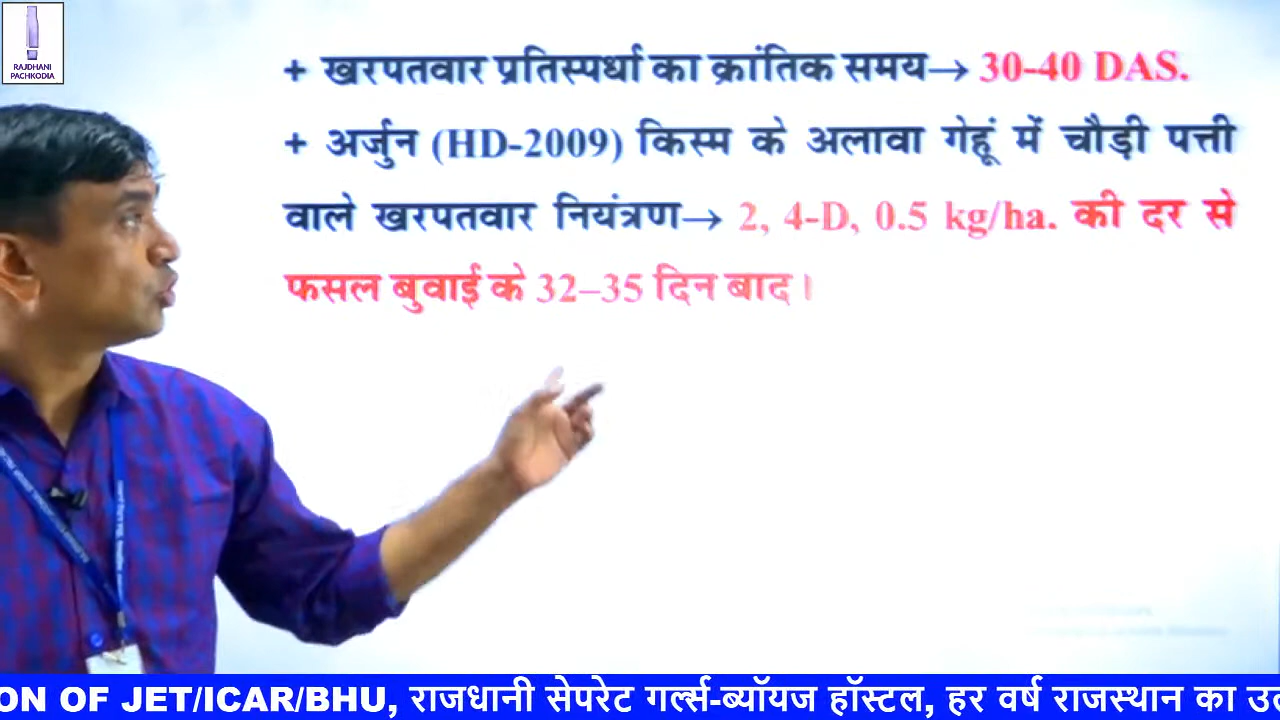 RAJDHANI
PACHKODIA
+ खरपतवार प्रतिस्पर्धा का क्रांतिक समय→ 30-40 DAS.
+ अर्जुन (HD-2009) किस्म के अलावा गेहूं में चौड़ी पत्ती
वाले खरपतवार नियंत्रण→ 2, 4-D, 0.5 kg/ha. की दर से
फसल बुवाई के 32–35 दिन बाद।
ON OF JET/ICAR/BHU, राजधानी सेपरेट गर्ल्स-ब्यॉयज हॉस्टल, हर वर्ष राजस्थान का